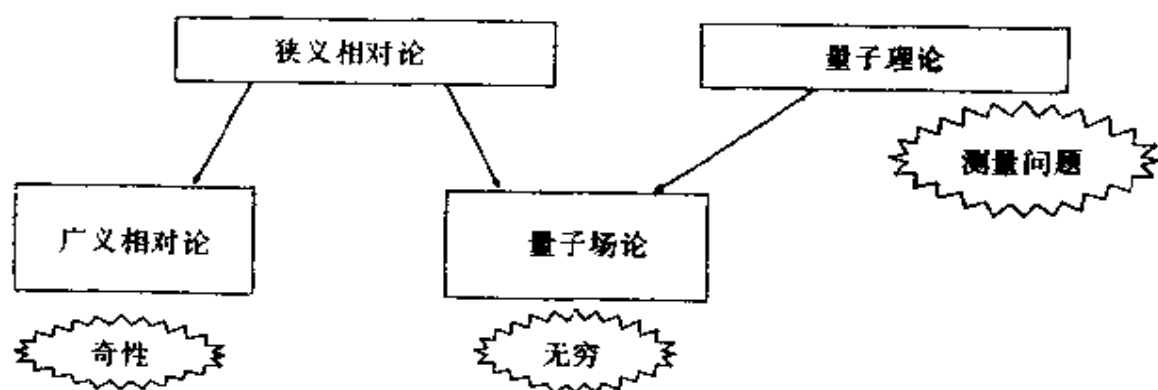 狭义相对论
量子理论
测量问题
广义相对论
量子场论
奇性
无穷